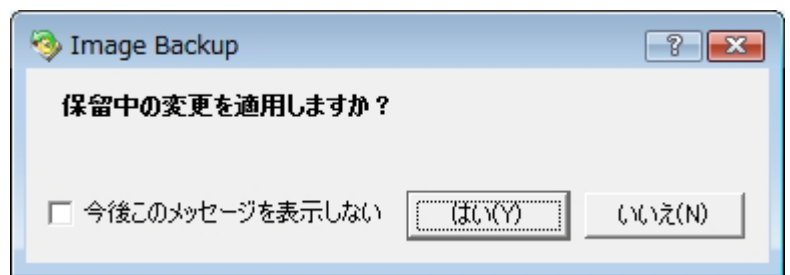 Image Backup
保留中の変更を適用しますか？
今後このメッセージを表示しない
はい(Y)
いいえ(N)